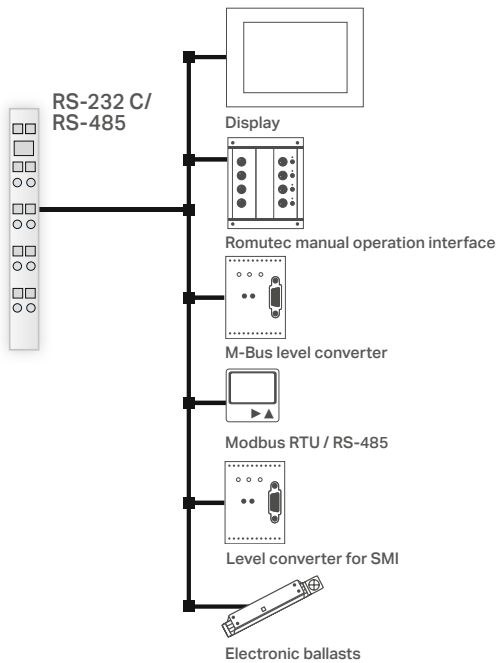 RS-232 C/
RS-485
Display
Romutec manual operation interface
M-Bus level converter
Modbus RTU / RS-485
Level converter for SMI
Electronic ballasts